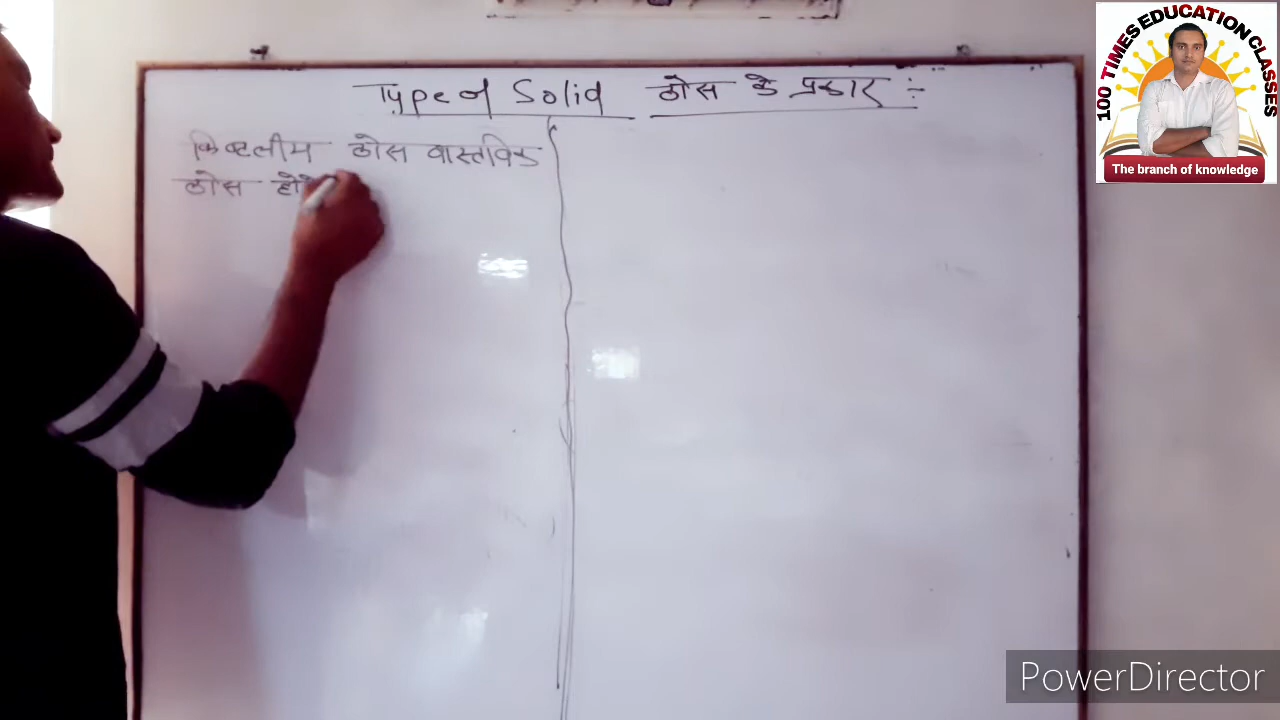 Type of Solid ठोस के प्रकार :-
क्रिस्टलीय ठोस वास्तविक
ठोस होते
100 TIMES EDUCATION CLASSES
The branch of knowledge
PowerDirector